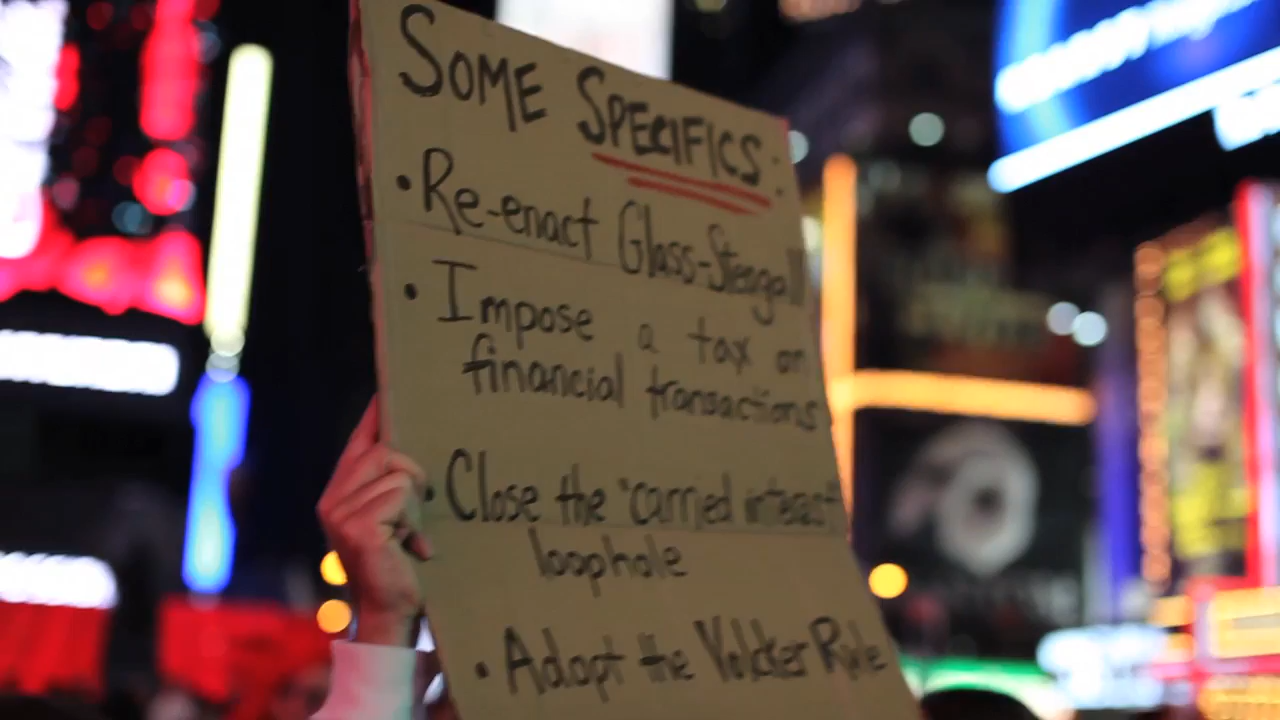 SOME SPECIFICS:
• Re-enact Glass-Steagall
• Impose a tax on
financial transactions
• Close the "carried interest
loophole
• Adopt the Volcker Rule